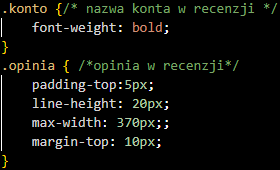 .konto {/* nazwa konta w recenzji */
font-weight: bold;
}
.opinia { /*opinia w recenzji*/
padding-top:5px;
line-height: 20px;
max-width: 370px;;
margin-top: 10px;
}